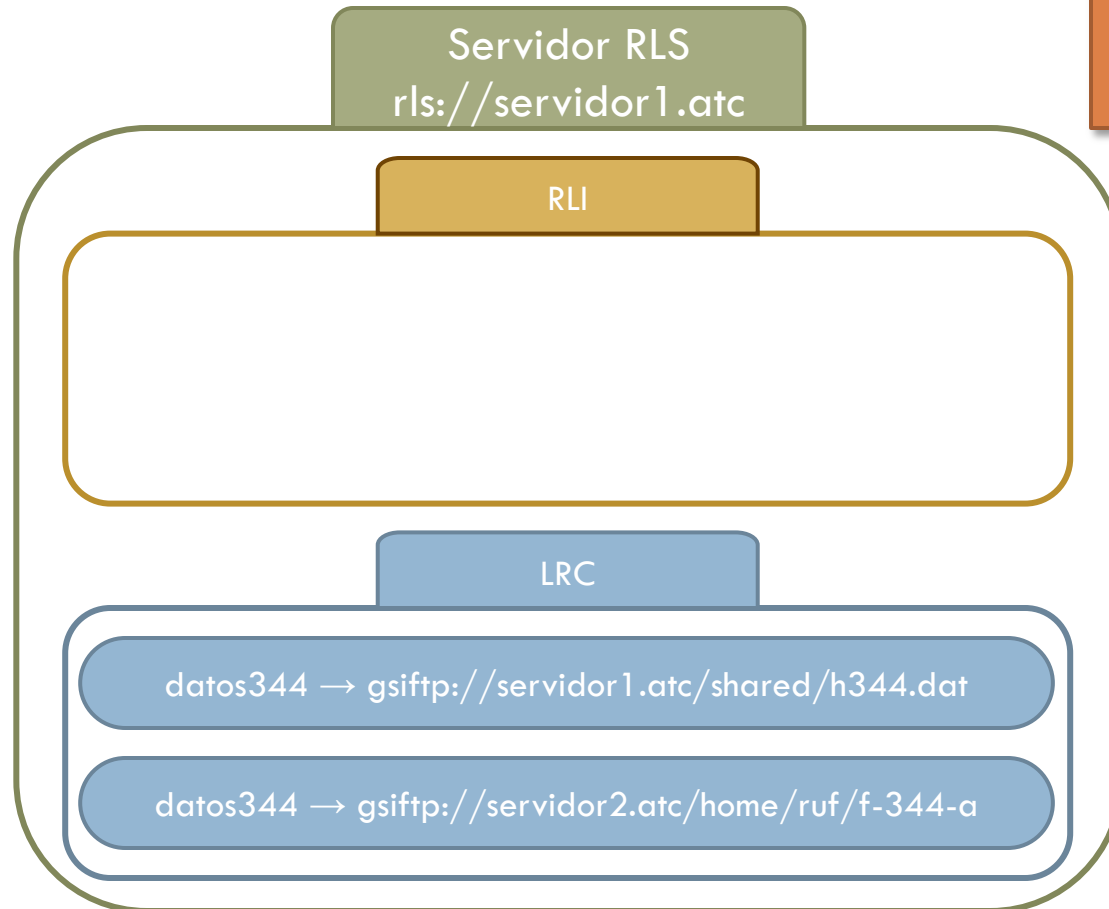 Servidor RLS
rls://servidor1.atc
RLI
LRC
datos344 → gsiftp://servidor1.atc/shared/h344.dat
datos344 → gsiftp://servidor2.atc/home/ruf/f-344-a